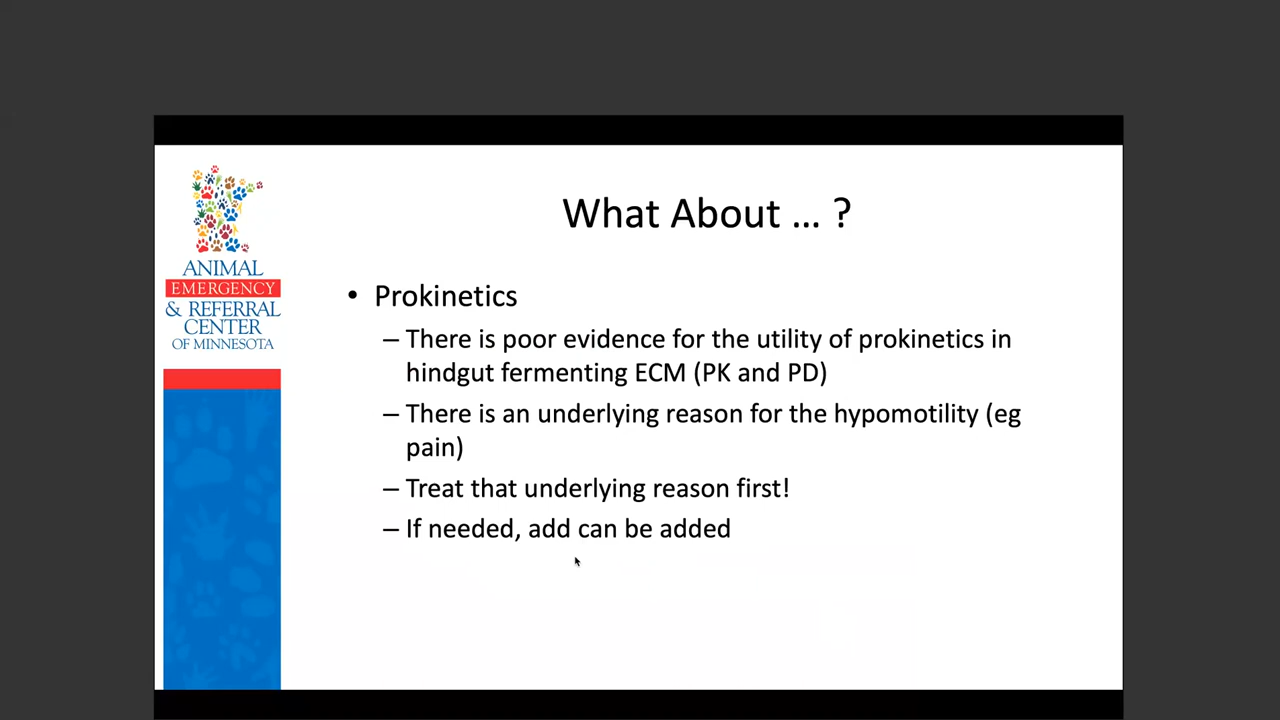 ANIMAL
EMERGENCY
& REFERRAL
CENTER
OF MINNESOTA
What About ... ?
• Prokinetics
– There is poor evidence for the utility of prokinetics in
hindgut fermenting ECM (PK and PD)
– There is an underlying reason for the hypomotility (eg
pain)
– Treat that underlying reason first!
– If needed, add can be added